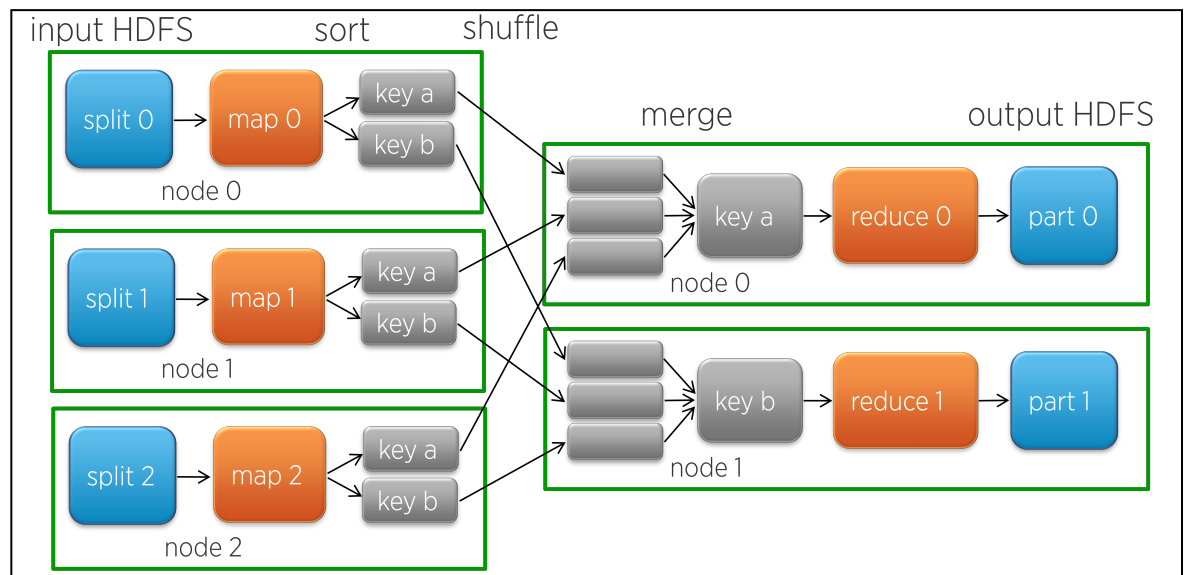 input HDFS
sort
shuffle
split 0
map 0
key a
key b
node 0
split 1
map 1
key a
key b
node 1
split 2
map 2
key a
key b
node 2
merge
output HDFS
key a
reduce 0
part 0
node 0
key b
reduce 1
part 1
node 1